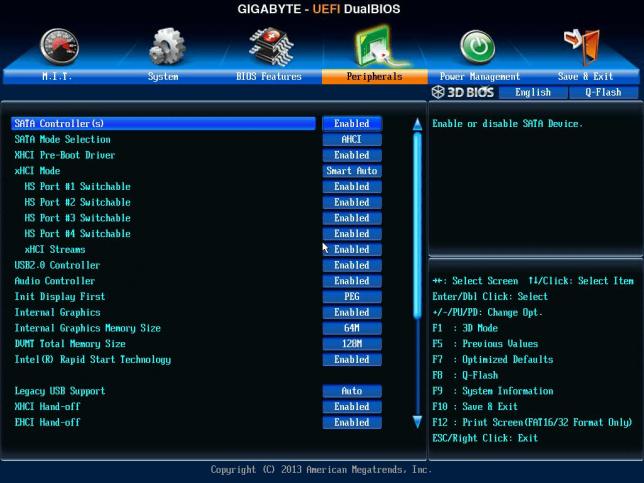 GIGABYTE - UEFI DualBIOS
M.I.T.
System
BIOS Features
Peripherals
Power Management
Save & Exit
3D BIOS
English
Q-Flash
SATA Controller(s) Enabled
SATA Mode Selection AHCI
XHCI Pre-Boot Driver Enabled
xHCI Mode Smart Auto
HS Port #1 Switchable Enabled
HS Port #2 Switchable Enabled
HS Port #3 Switchable Enabled
HS Port #4 Switchable Enabled
xHCI Streams Enabled
USB2.0 Controller Enabled
Audio Controller Enabled
Init Display First PEG
Internal Graphics Enabled
Internal Graphics Memory Size 64M
DVMT Total Memory Size 128M
Intel(R) Rapid Start Technology Enabled
Legacy USB Support Auto
XHCI Hand-off Enabled
EHCI Hand-off Enabled
Enable or disable SATA Device.
→←: Select Screen ↑↓/Click: Select Item
Enter/Dbl Click: Select
+/-/PU/PD: Change Opt.
F1 : 3D Mode
F5 : Previous Values
F7 : Optimized Defaults
F8 : Q-Flash
F9 : System Information
F10 : Save & Exit
F12 : Print Screen(FAT16/32 Format Only)
ESC/Right Click: Exit
Copyright (C) 2013 American Megatrends, Inc.